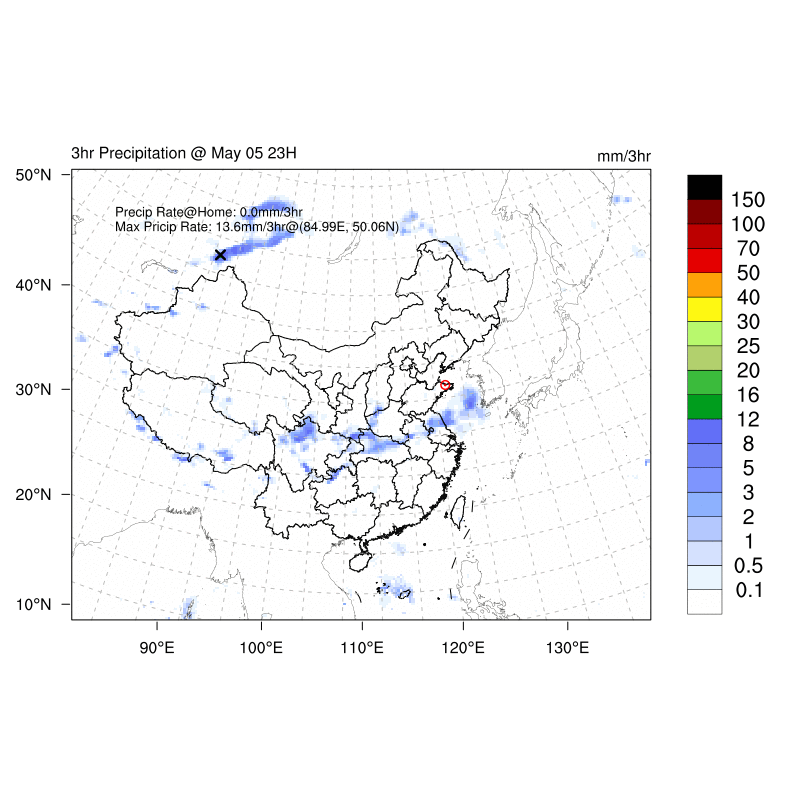 3hr Precipitation @ May 05 23H
mm/3hr
Precip Rate@Home: 0.0mm/3hr
Max Pricip Rate: 13.6mm/3hr@(84.99E, 50.06N)
50°N
40°N
30°N
20°N
10°N
90°E
100°E
110°E
120°E
130°E
150
100
70
50
40
30
25
20
16
12
8
5
3
2
1
0.5
0.1